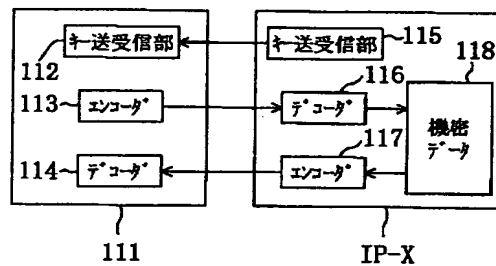 112
キー送受信部
キー送受信部
115
118
113
エンコーダ
116
デコーダ
機密
データ
117
114
デコーダ
エンコーダ
111
IP-X